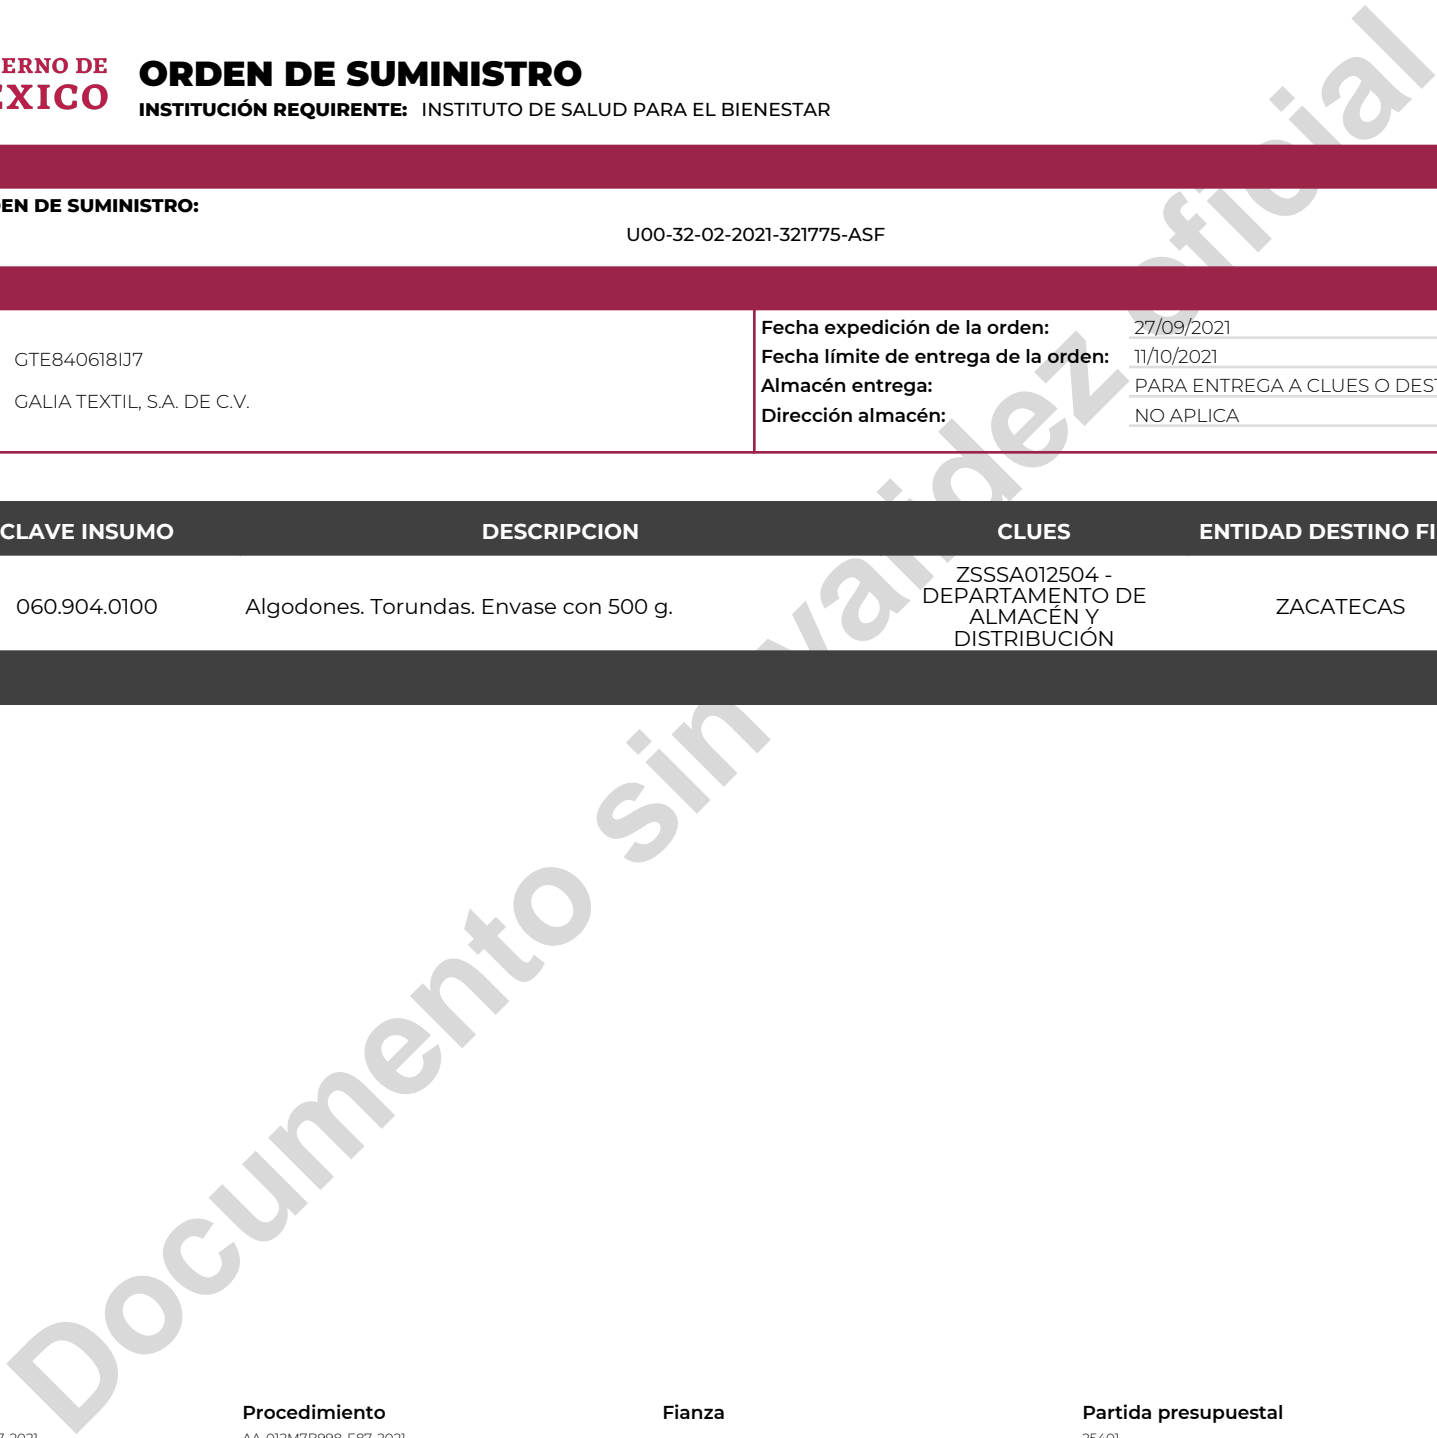 ERNO DE
ORDEN DE SUMINISTRO
XICO
INSTITUCIÓN REQUIRENTE: INSTITUTO DE SALUD PARA EL BIENESTAR
EN DE SUMINISTRO:
U00-32-02-2021-321775-ASF
Fecha expedición de la orden: 27/09/2021
GTE840618IJ7
Fecha límite de entrega de la orden: 11/10/2021
Almacén entrega: PARA ENTREGA A CLUES O DES
GALIA TEXTIL, S.A. DE C.V.
Dirección almacén: NO APLICA
CLAVE INSUMO DESCRIPCION CLUES ENTIDAD DESTINO FI
060.904.0100 Algodones. Torundas. Envase con 500 g. ZSSSA012504 -
DEPARTAMENTO DE
ALMACÉN Y
DISTRIBUCIÓN
ZACATECAS
Documento sin validez oficial
Procedimiento Fianza Partida presupuestal